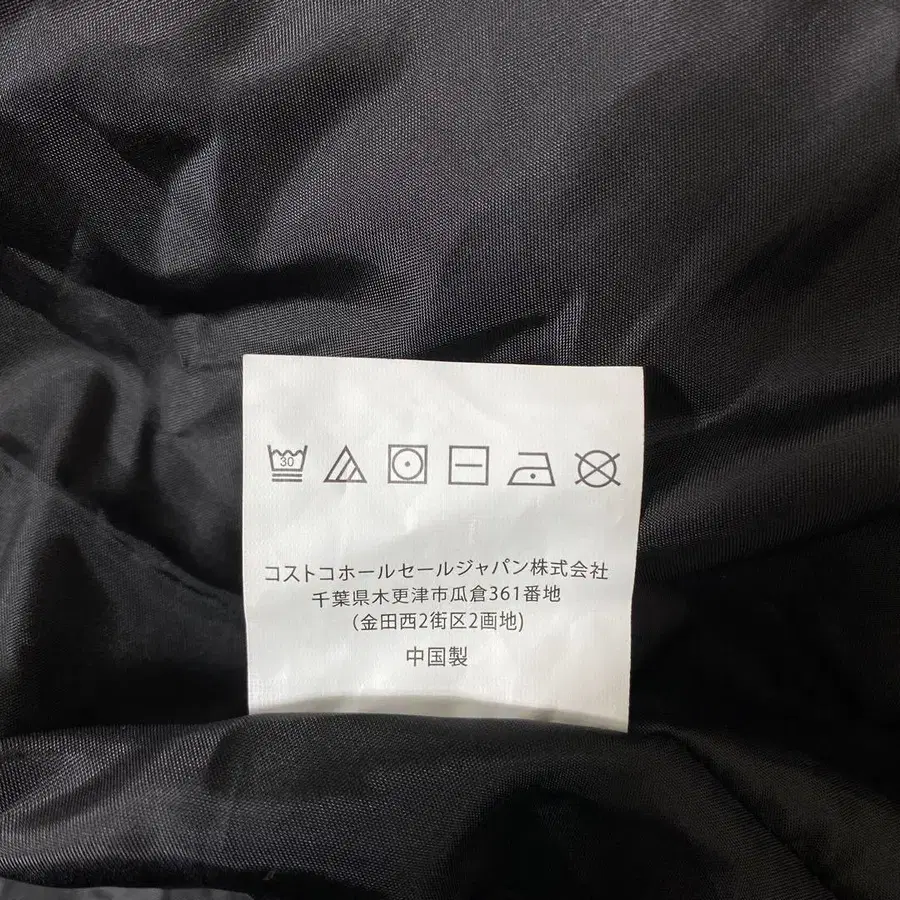 30
コストコホールセールジャパン株式会社
千葉県木更津市瓜倉361番地
(金田西2街区2画地)
中国製